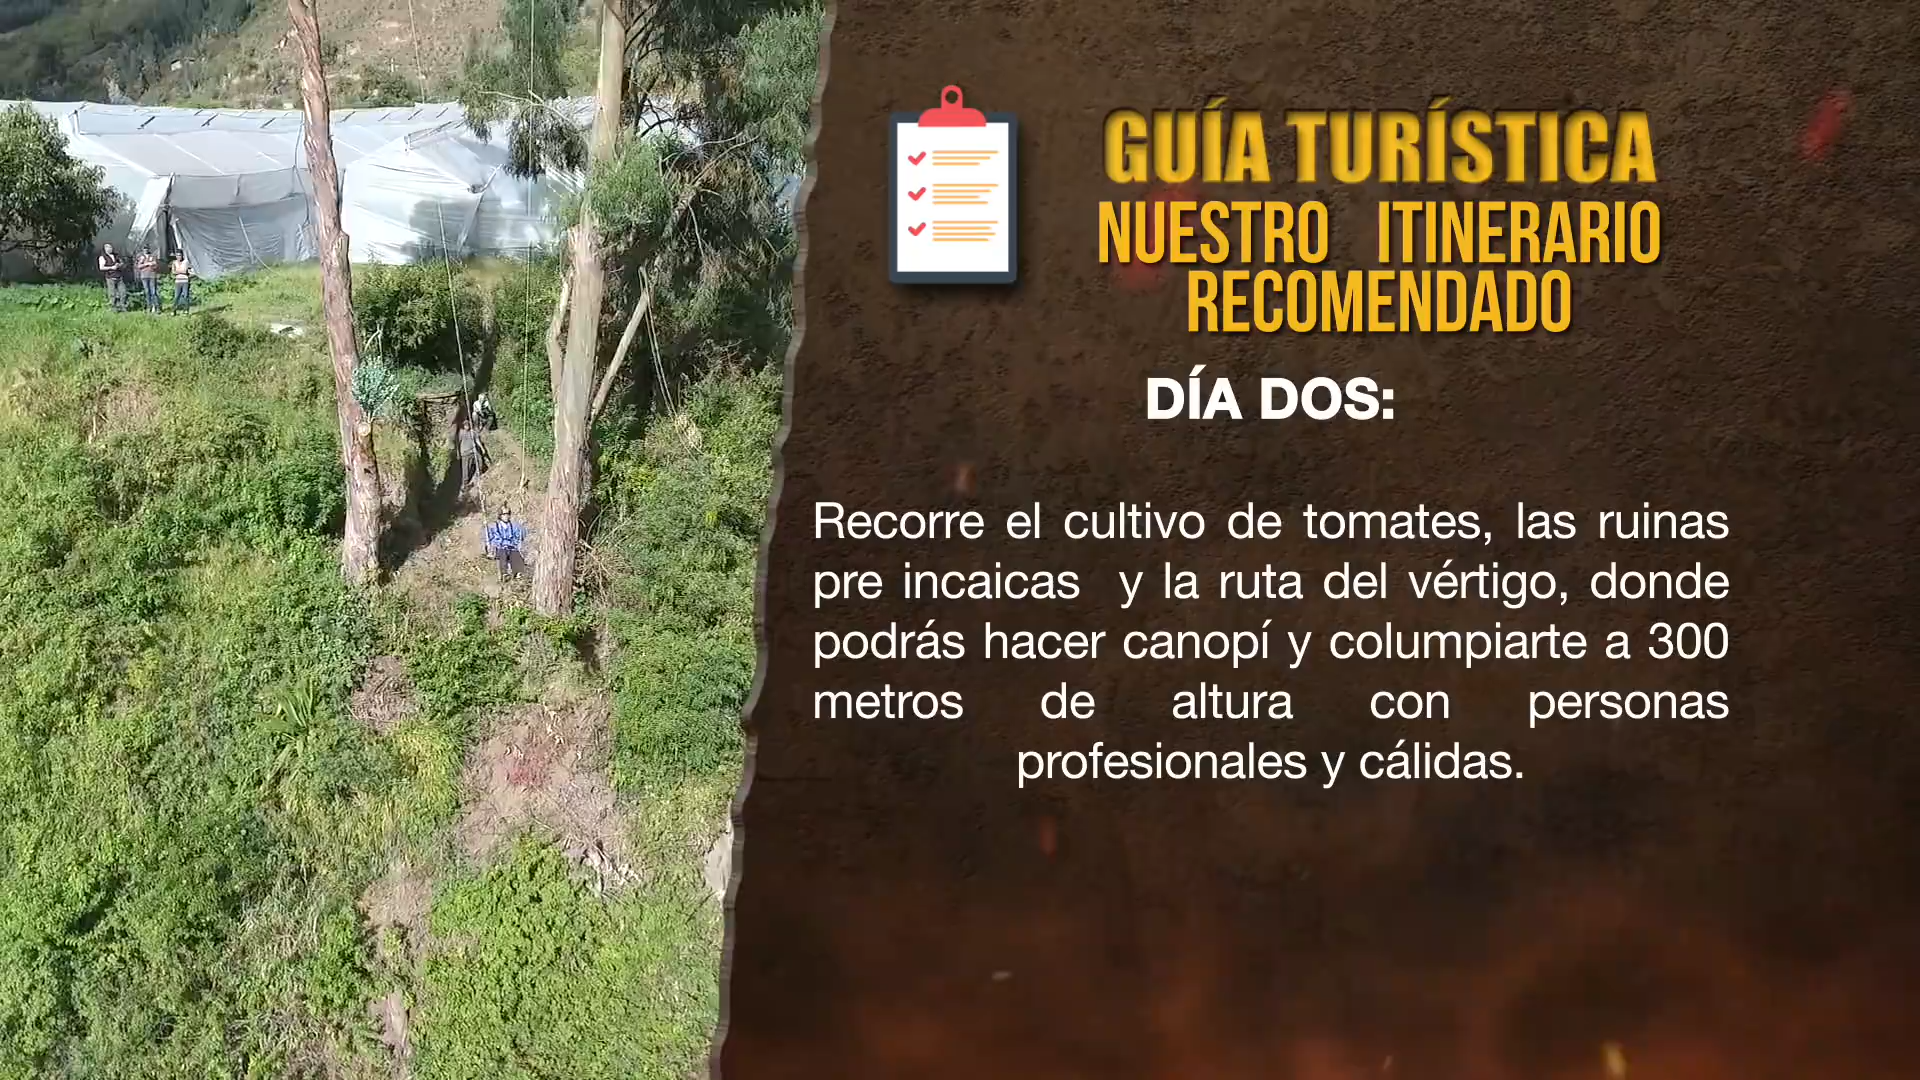 GUÍA TURÍSTICA
NUESTRO ITINERARIO
RECOMENDADO
DÍA DOS:
Recorre el cultivo de tomates, las ruinas
pre incaicas y la ruta del vértigo, donde
podrás hacer canopí y columpiarte a 300
metros de altura con personas
profesionales y cálidas.